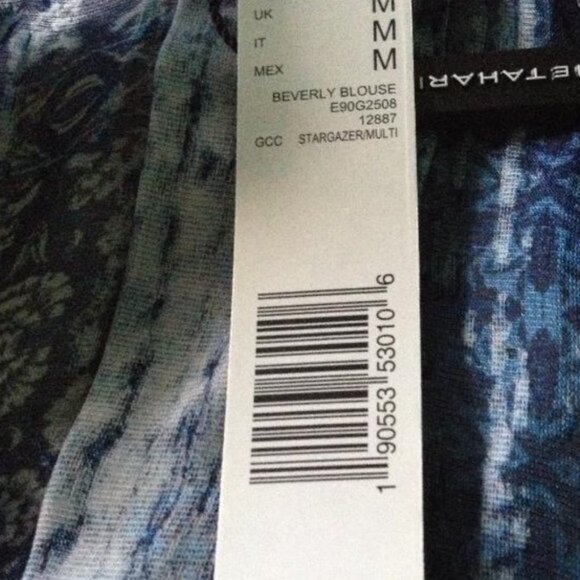 UK M
IT M
MEX M
BEVERLY BLOUSE
E90G2508
12887
GCC STARGAZER/MULTI
1 90553 53010 6
ETAHARI